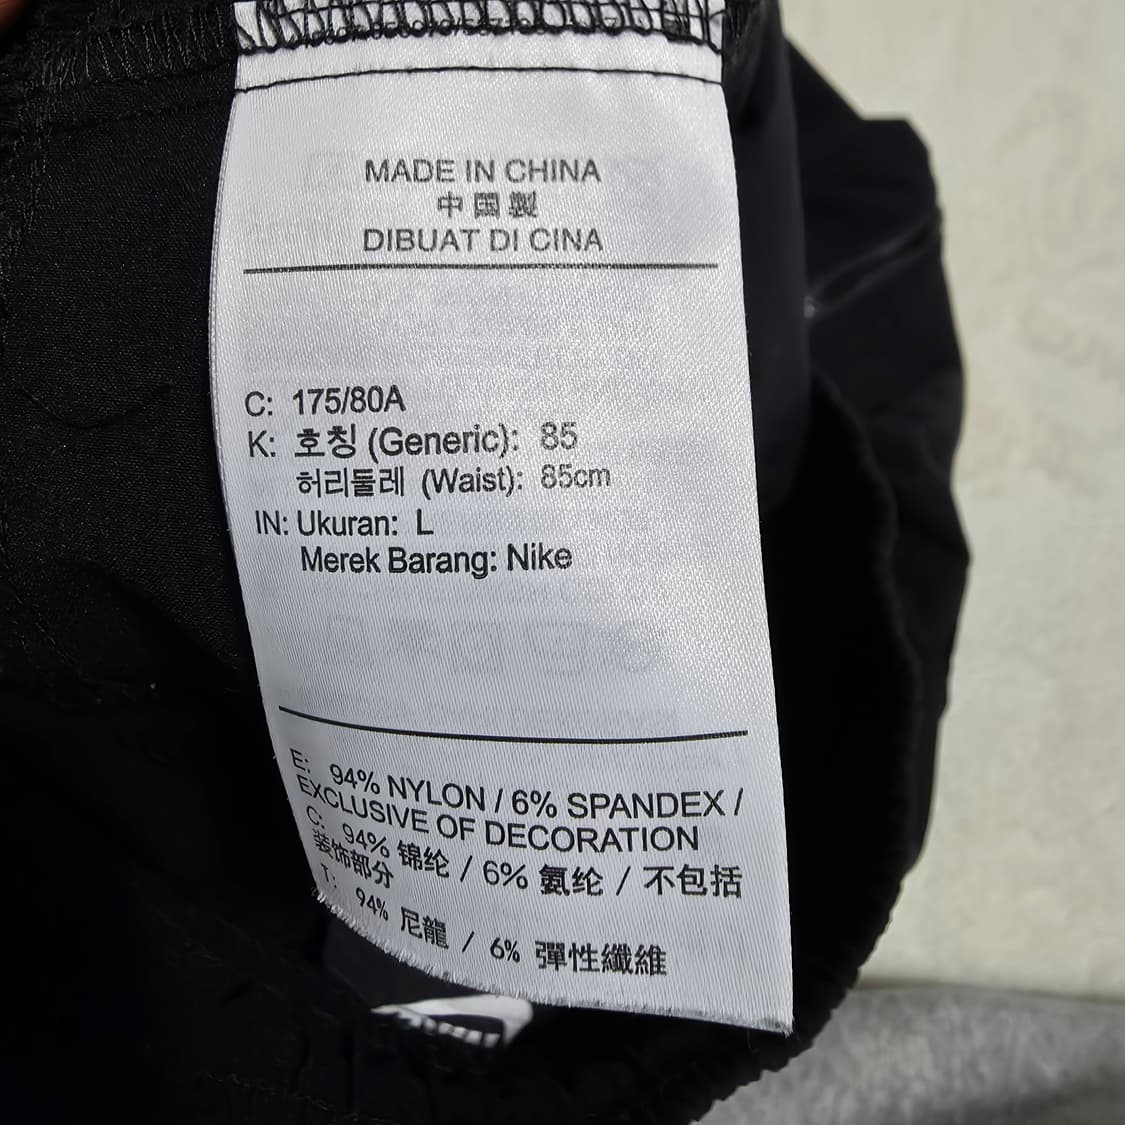 MADE IN CHINA
中国製
DIBUAT DI CINA
C: 175/80A
K: 호칭 (Generic): 85
허리둘레 (Waist): 85cm
IN: Ukuran: L
Merek Barang: Nike
E: 94% NYLON / 6% SPANDEX /
EXCLUSIVE OF DECORATION
C: 94% 锦纶 / 6% 氨纶 / 不包括
装饰部分
T: 94% 尼龍 / 6% 彈性纖維